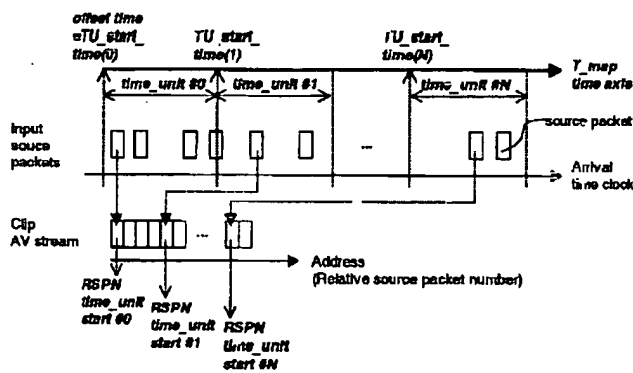 offset time
=TU_start_
time(0)
TU_start_
time(1)
TU_start_
time(N)
T_map
time axis
time_unit #0
time_unit #1
time_unit #N
source packet
Input
souce
packets
...
Arrival
time clock
Clip
AV stream
...
Address
(Relative source packet number)
RSPN
time_unit
start #0
RSPN
time_unit
start #1
RSPN
time_unit
start #N